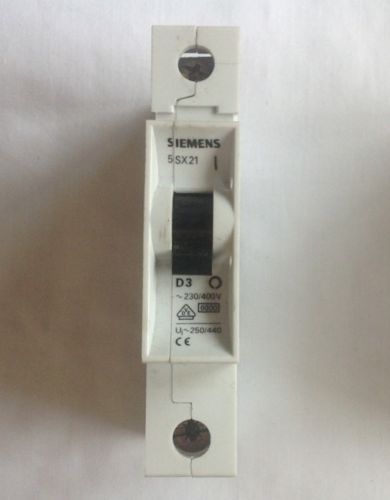 SIEMENS
5SX21 I
D3 O
~230/400V
6000
Ui~250/440
CE